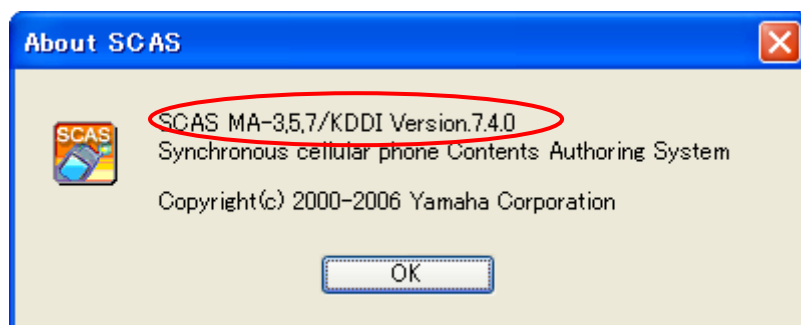 About SCAS
SCAS
SCAS MA-3,5,7/KDDI Version.7.4.0
Synchronous cellular phone Contents Authoring System
Copyright(c) 2000-2006 Yamaha Corporation
OK